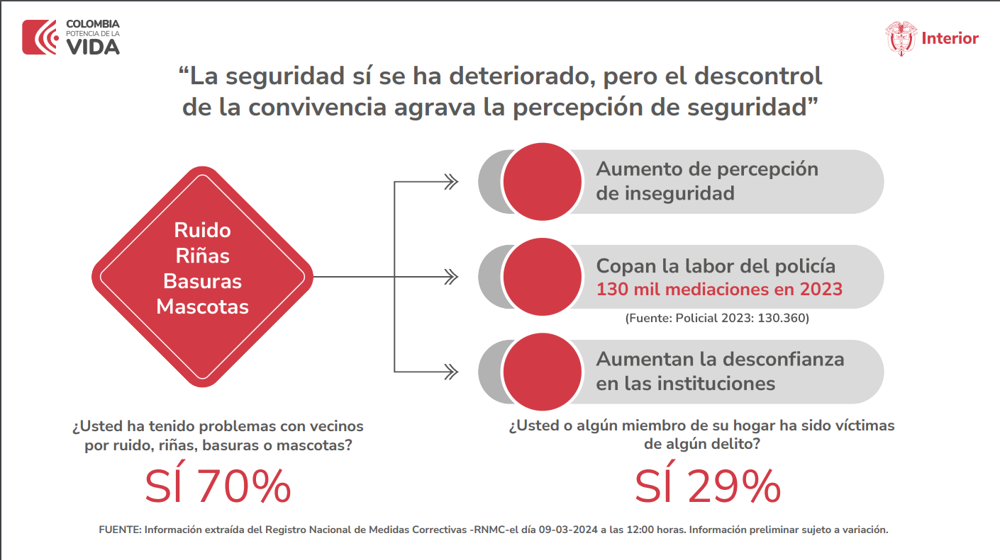 COLOMBIA
POTENCIA DE LA
VIDA
Interior
“La seguridad sí se ha deteriorado, pero el descontrol
de la convivencia agrava la percepción de seguridad”
Ruido
Riñas
Basuras
Mascotas
Aumento de percepción
de inseguridad
Copan la labor del policía
130 mil mediaciones en 2023
(Fuente: Policial 2023: 130.360)
Aumentan la desconfianza
en las instituciones
¿Usted ha tenido problemas con vecinos
por ruido, riñas, basuras o mascotas?
SÍ 70%
¿Usted o algún miembro de su hogar ha sido víctimas
de algún delito?
SÍ 29%
FUENTE: Información extraída del Registro Nacional de Medidas Correctivas -RNMC-el día 09-03-2024 a las 12:00 horas. Información preliminar sujeto a variación.